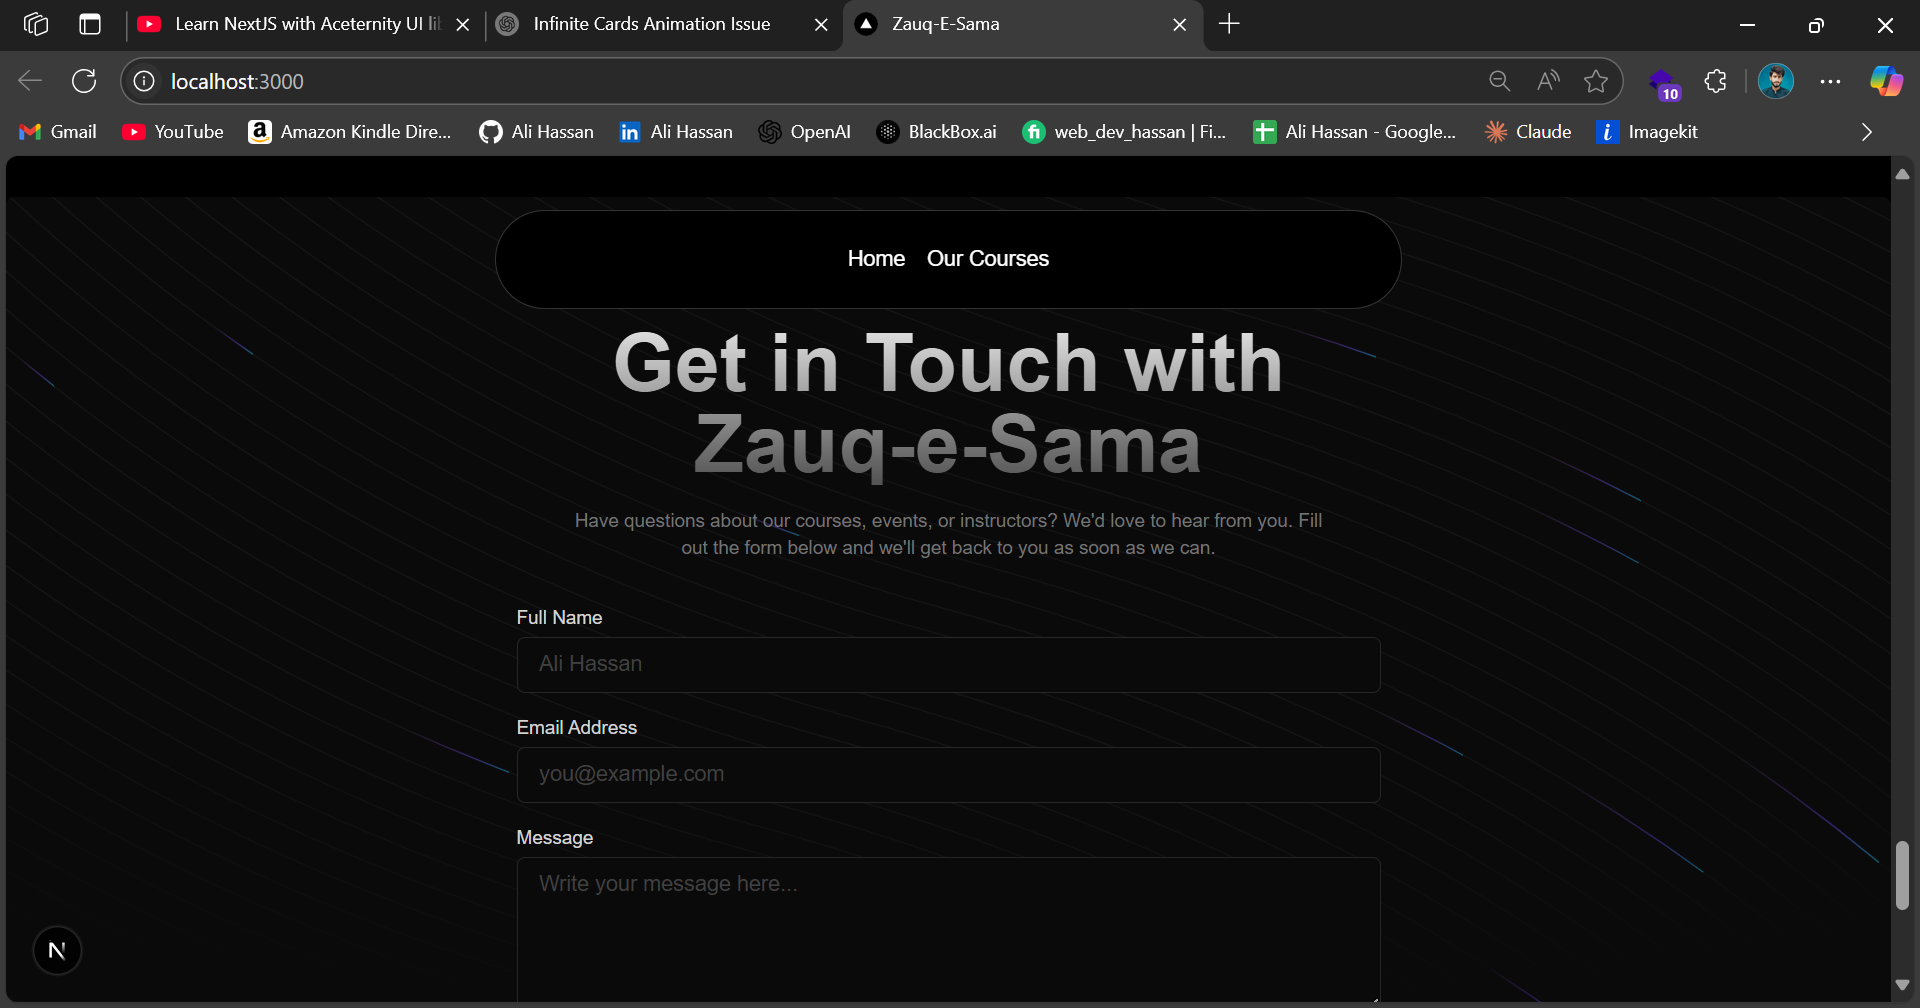 Learn NextJS with Aceternity UI
Infinite Cards Animation Issue
Zauq-E-Sama
localhost:3000
10
Gmail
YouTube
Amazon Kindle Dire...
Ali Hassan
Ali Hassan
OpenAI
BlackBox.ai
web_dev_hassan | Fi...
Ali Hassan - Google...
Claude
Imagekit
Home
Our Courses
Get in Touch with
Zauq-e-Sama
Have questions about our courses, events, or instructors? We'd love to hear from you. Fill
out the form below and we'll get back to you as soon as we can.
Full Name
Ali Hassan
Email Address
you@example.com
Message
Write your message here...
N